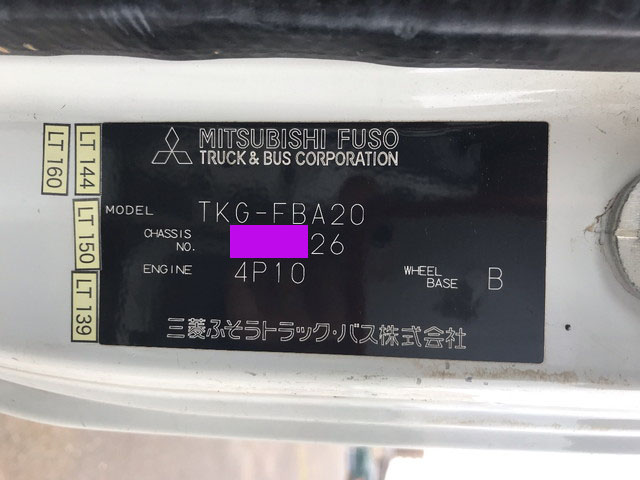 MITSUBISHI FUSO
TRUCK & BUS CORPORATION
MODEL TKG-FBA20
CHASSIS NO. 26
ENGINE 4P10 WHEEL BASE B
三菱ふそうトラック・バス株式会社
LT 160
LT 144
LT 150
LT 139